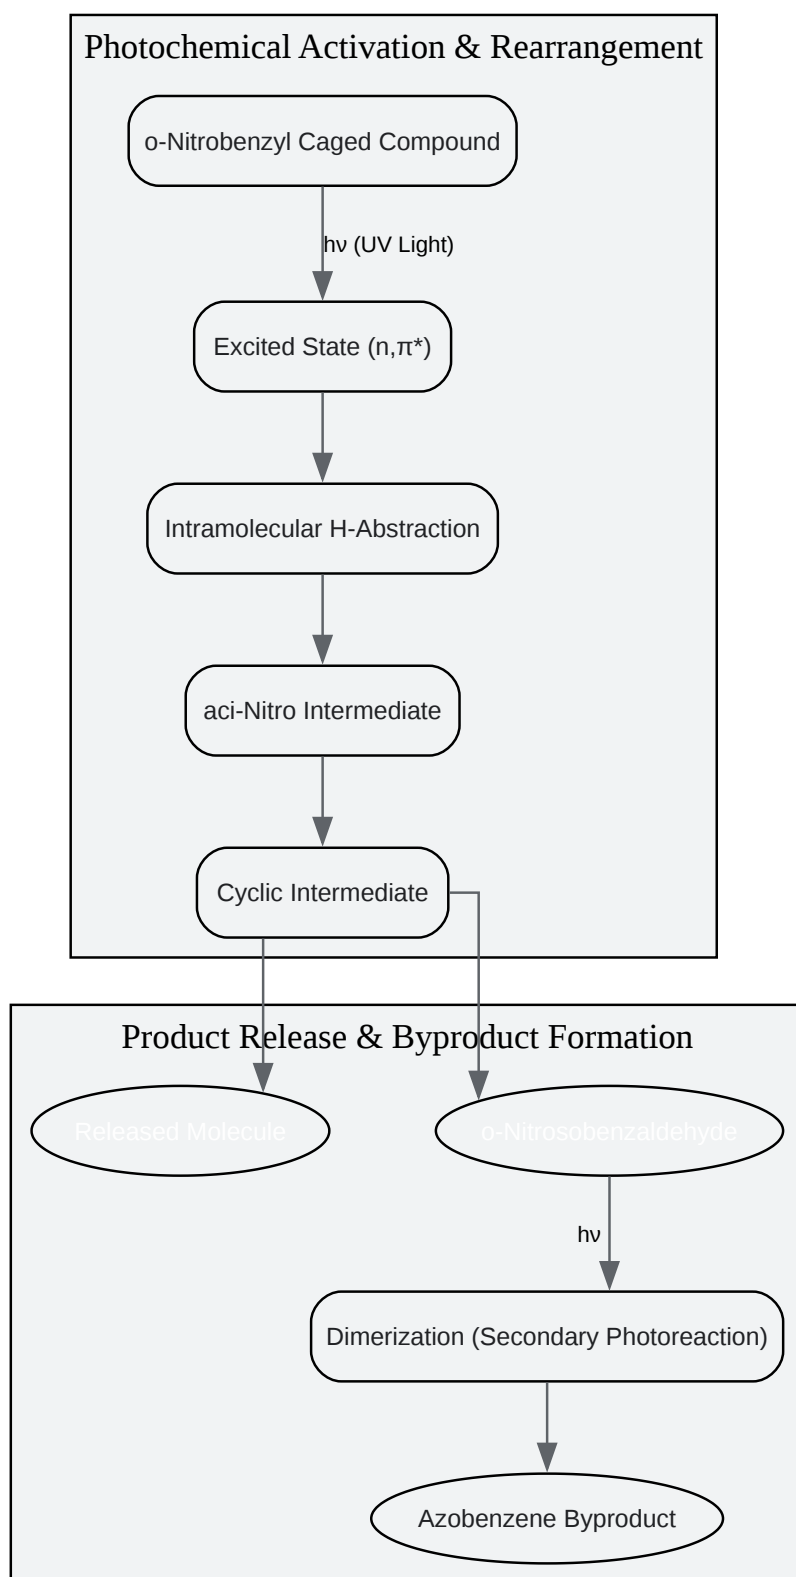 Photochemical Activation & Rearrangement
o-Nitrobenzyl Caged Compound
hν (UV Light)
Excited State (n,π*)
Intramolecular H-Abstraction
aci-Nitro Intermediate
Cyclic Intermediate
Product Release & Byproduct Formation
Released Molecule
o-Nitrosobenzaldehyde
hν
Dimerization (Secondary Photoreaction)
Azobenzene Byproduct